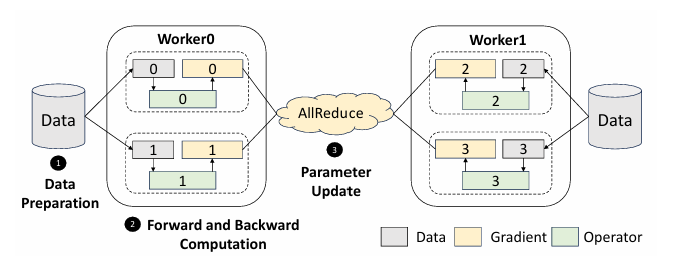 Worker0
Worker1
0
0
0
1
1
1
2
2
2
3
3
3
Data
AllReduce
Data
1
Data
Preparation
3
Parameter
Update
2 Forward and Backward
Computation
Data
Gradient
Operator